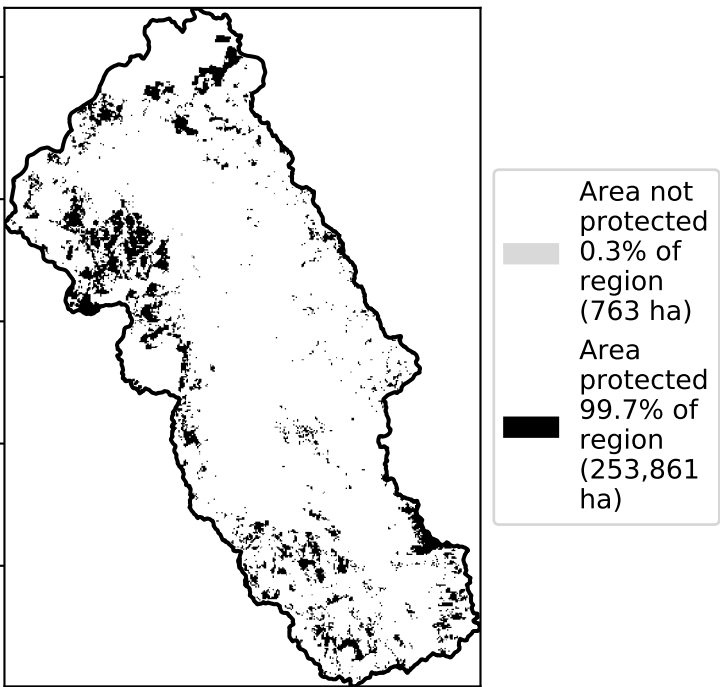 Area not
protected
0.3% of
region
(763 ha)
Area
protected
99.7% of
region
(253,861
ha)